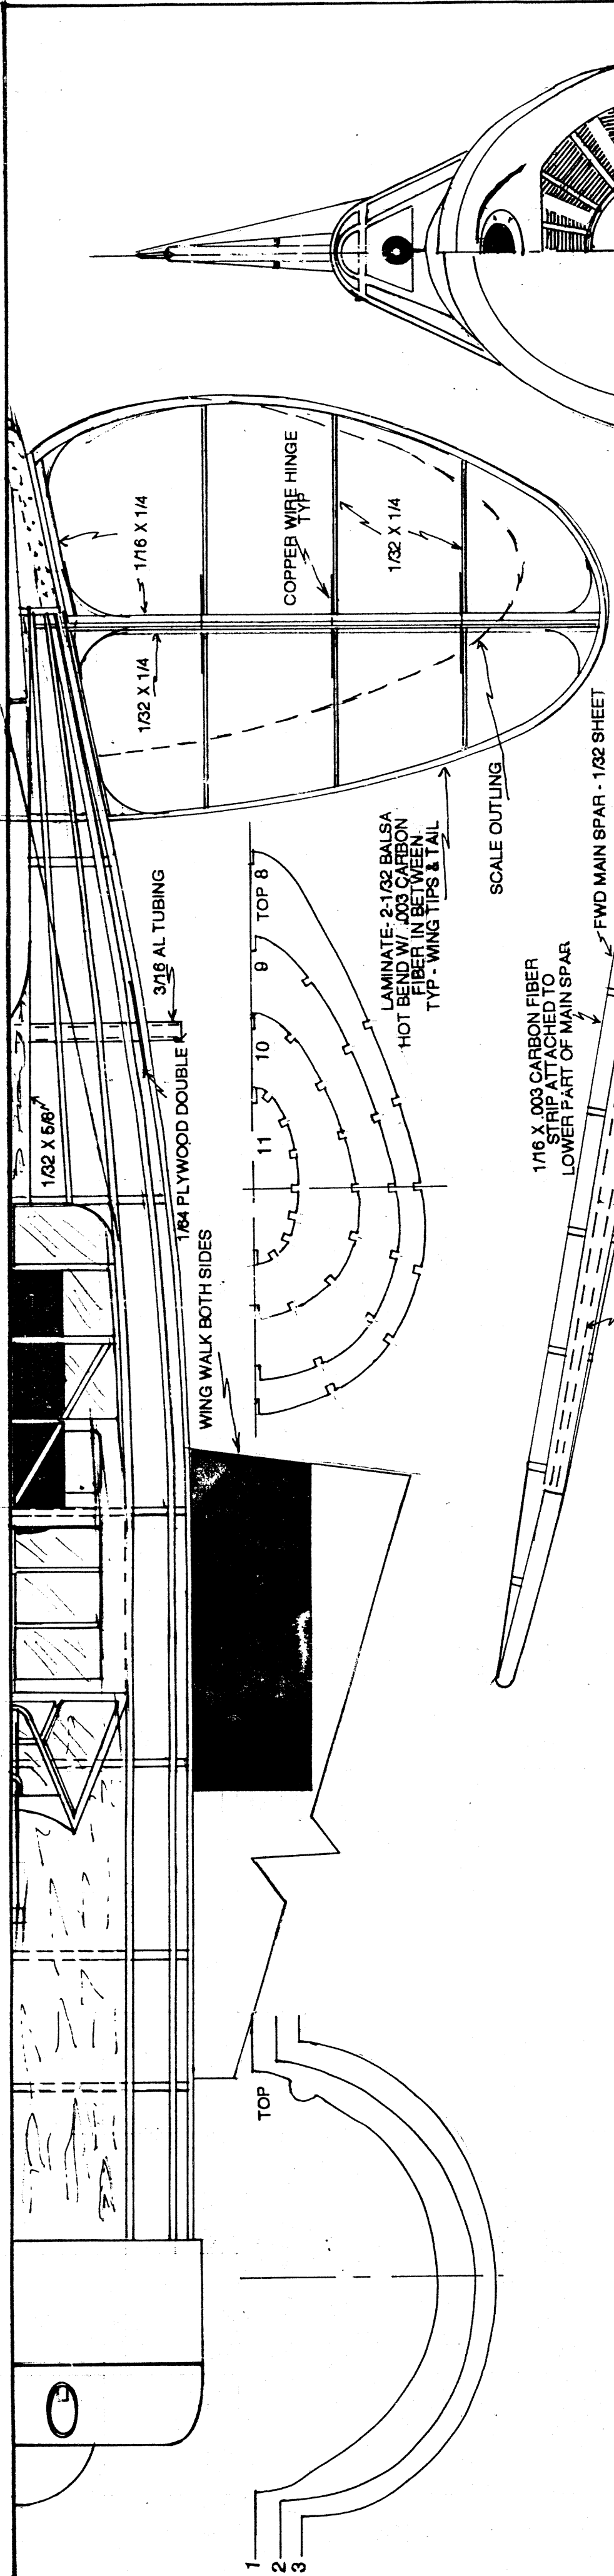 1/16 X 1/4
COPPER WIRE HINGE
TYP
1/32 X 1/4
1/32 X 1/4
SCALE OUTLING
LAMINATE- 2-1/32 BALSA
HOT BEND W/ .003 CARBON
FIBER IN BETWEEN
TYP - WING TIPS & TAIL
FWD MAIN SPAR - 1/32 SHEET
1/16 X .003 CARBON FIBER
STRIP ATTACHED TO
LOWER PART OF MAIN SPAR
3/16 AL TUBING
1/64 PLYWOOD DOUBLE
1/32 X 5/8
TOP 8
9
10
11
WING WALK BOTH SIDES
TOP
1
2
3